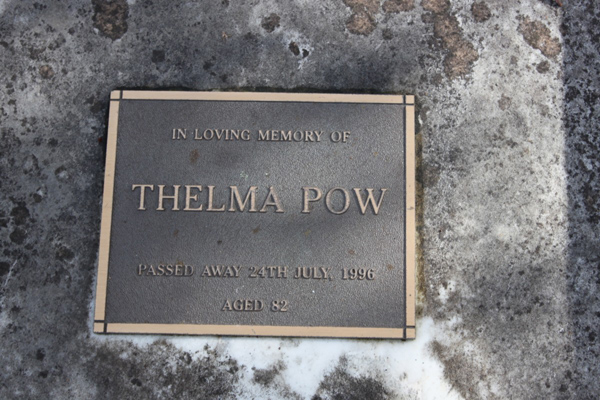 IN LOVING MEMORY OF
THELMA POW
PASSED AWAY 24TH JULY, 1996
AGED 82